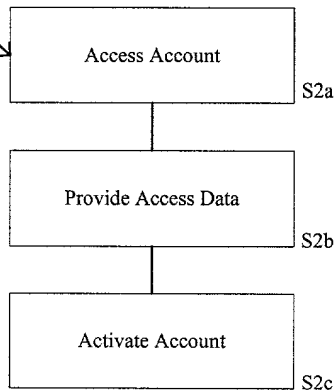 Access Account
S2a
Provide Access Data
S2b
Activate Account
S2c